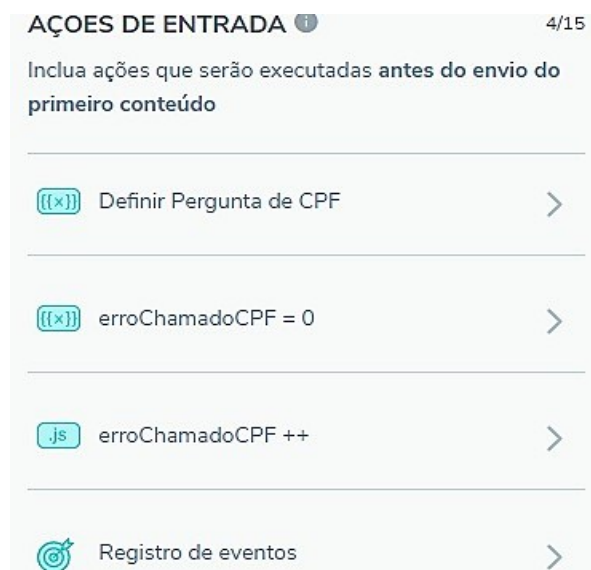 AÇÕES DE ENTRADA i 4/15
Inclua ações que serão executadas antes do envio do
primeiro conteúdo
{{x}} Definir Pergunta de CPF
{{x}} erroChamadoCPF = 0
.js erroChamadoCPF ++
Registro de eventos